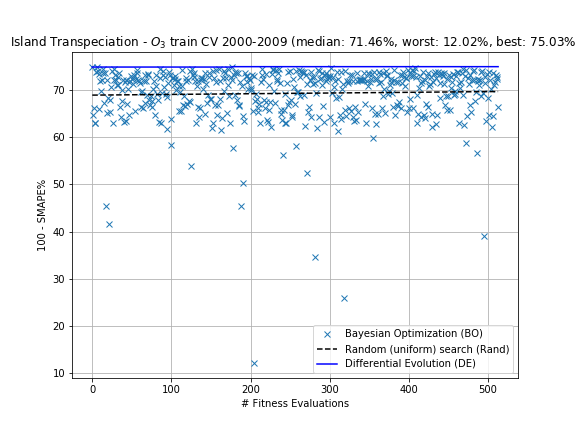 Island Transpeciation - O3 train CV 2000-2009 (median: 71.46%, worst: 12.02%, best: 75.03%
100 - SMAPE%
70
60
50
40
30
20
10
Bayesian Optimization (BO)
Random (uniform) search (Rand)
Differential Evolution (DE)
0 100 200 300 400 500
# Fitness Evaluations